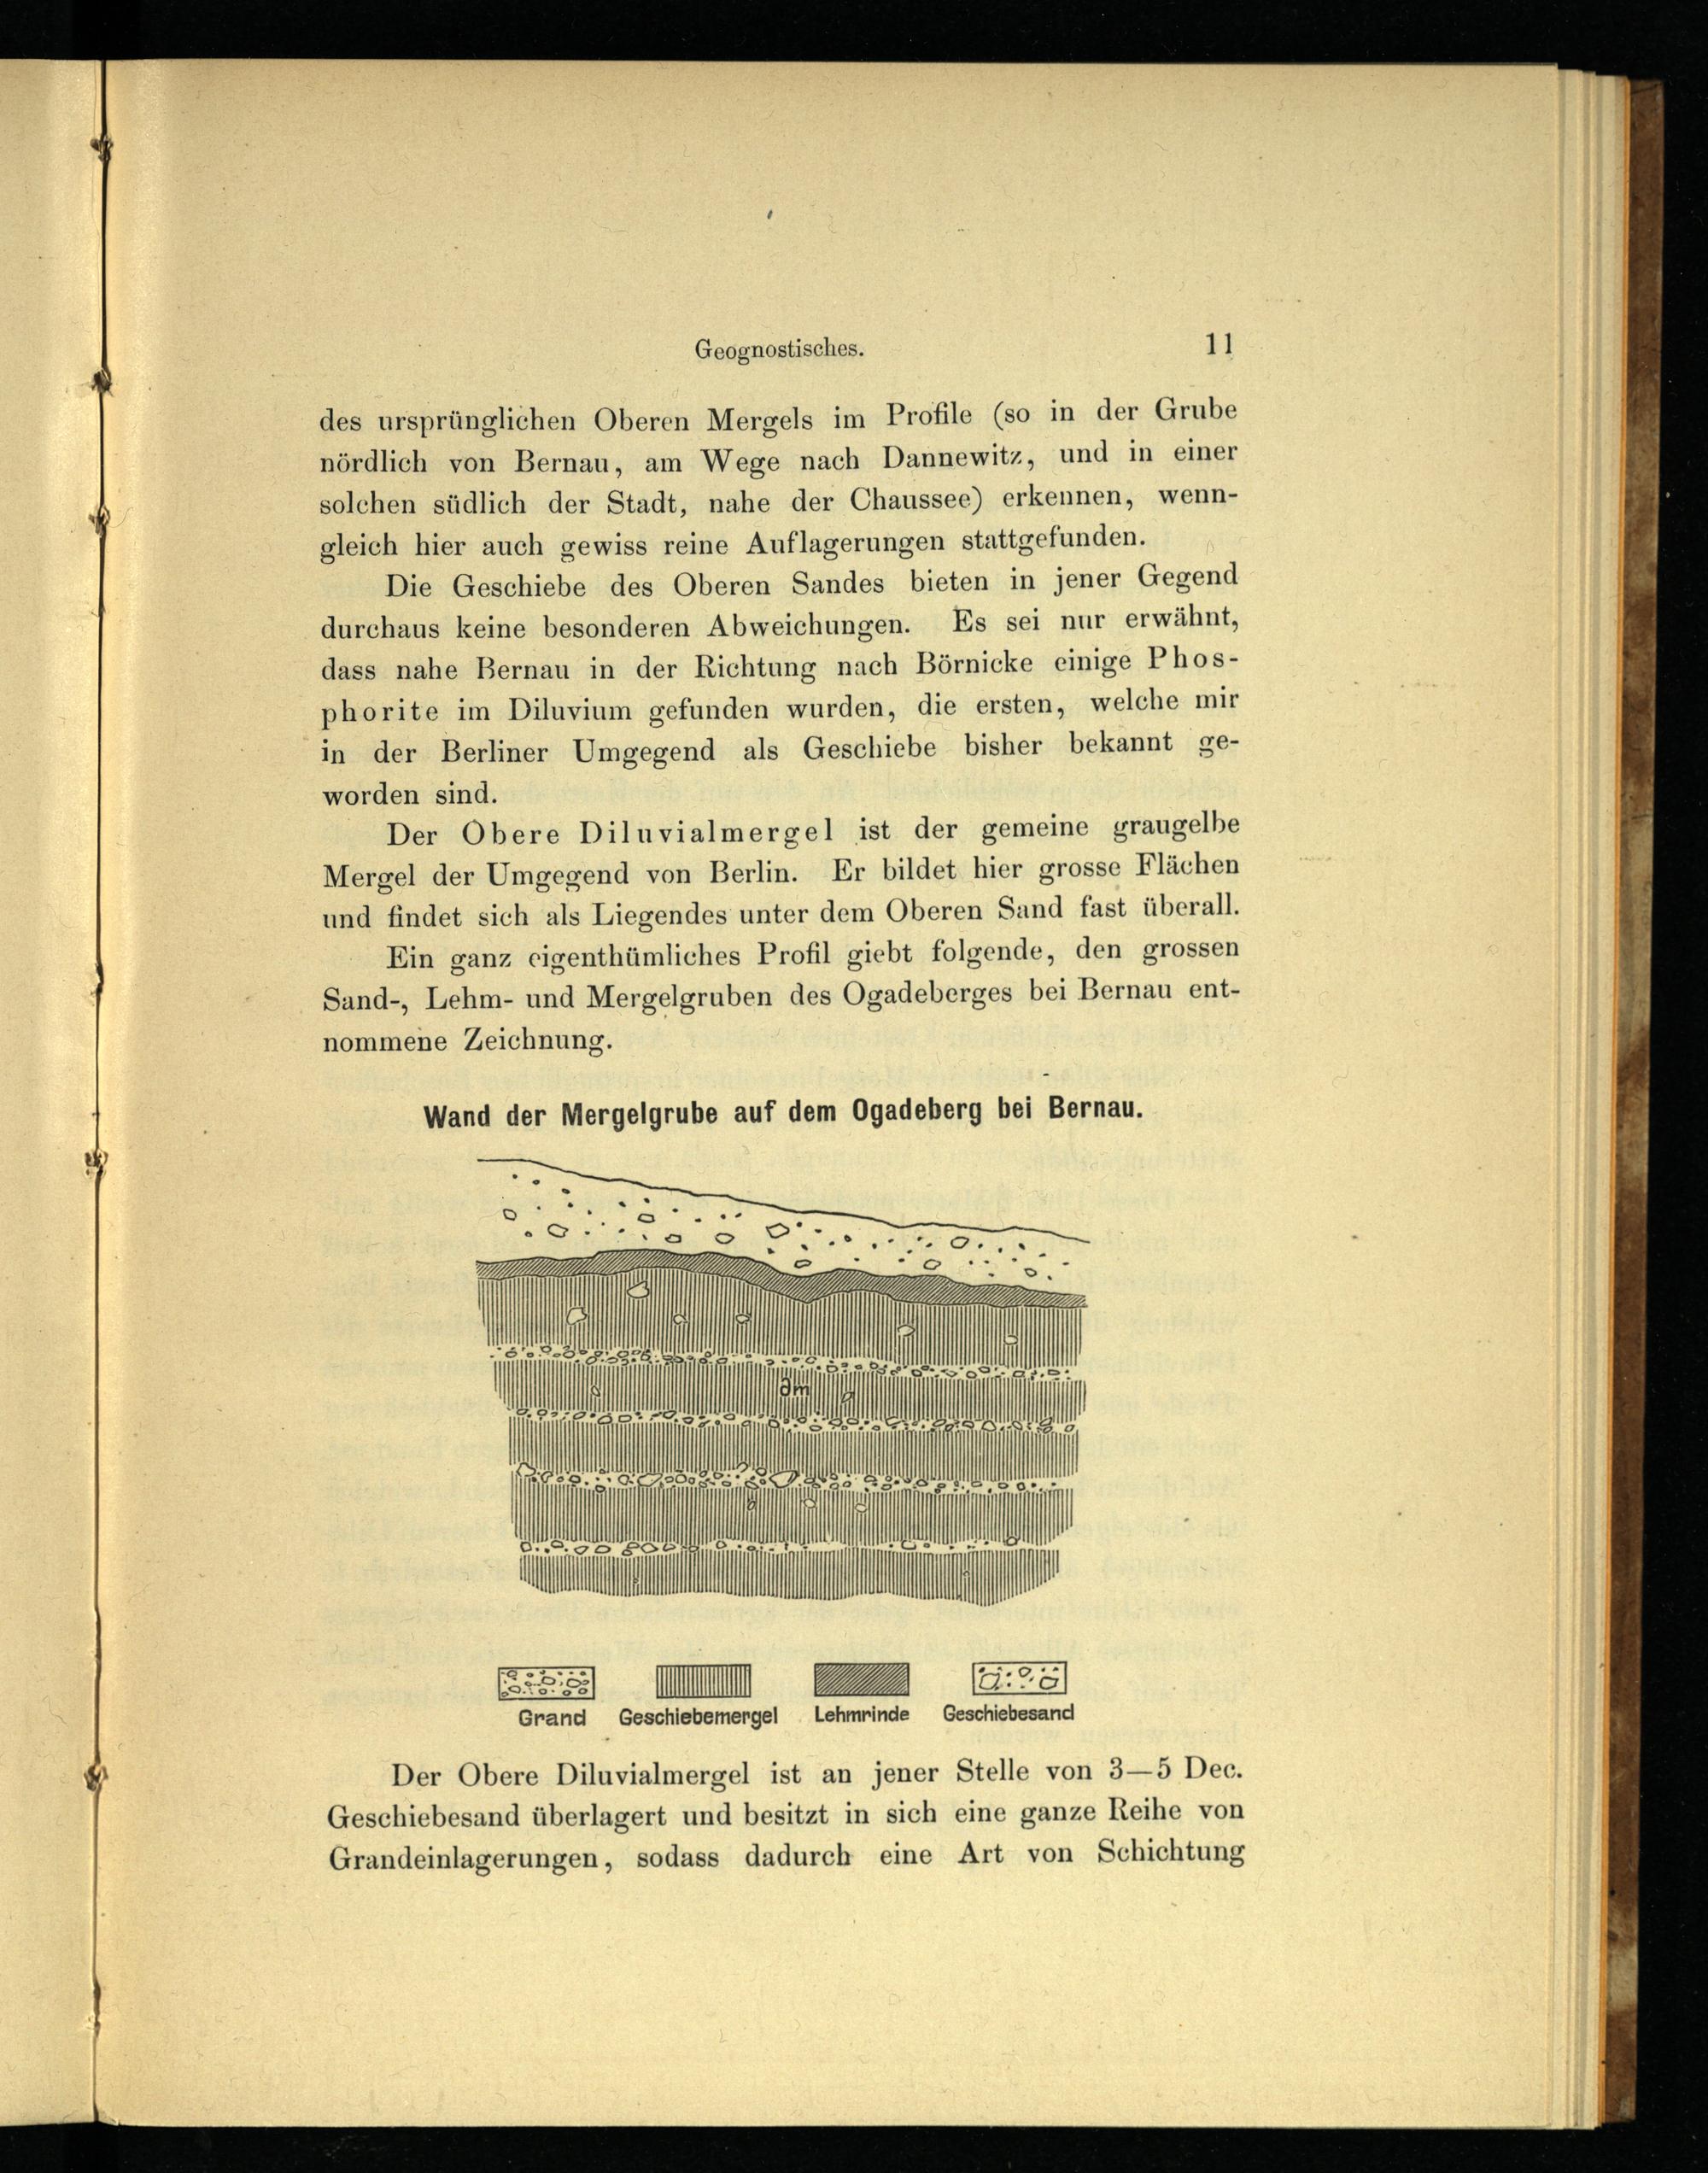 Geognostisches. 11
des ursprünglichen Oberen Mergels im Profile (so in der Grube
nördlich von Bernau, am Wege nach Dannewitz, und in einer
solchen südlich der Stadt, nahe der Chaussee) erkennen, wenn-
gleich hier auch gewiss reine Auflagerungen stattgefunden.
Die Geschiebe des Oberen Sandes bieten in jener Gegend
durchaus keine besonderen Abweichungen. Es sei nur erwähnt,
dass nahe Bernau in der Richtung nach Börnicke einige Phos-
phorite im Diluvium gefunden wurden, die ersten, welche mir
in der Berliner Umgegend als Geschiebe bisher bekannt ge-
worden sind.
Der Obere Diluvialmergel ist der gemeine graugelbe
Mergel der Umgegend von Berlin. Er bildet hier grosse Flächen
und findet sich als Liegendes unter dem Oberen Sand fast überall.
Ein ganz eigenthümliches Profil giebt folgende, den grossen
Sand-, Lehm- und Mergelgruben des Ogadeberges bei Bernau ent-
nommene Zeichnung.
Wand der Mergelgrube auf dem Ogadeberg bei Bernau.
∂m
Grand Geschiebemergel Lehmrinde Geschiebesand
Der Obere Diluvialmergel ist an jener Stelle von 3—5 Dec.
Geschiebesand überlagert und besitzt in sich eine ganze Reihe von
Grandeinlagerungen, sodass dadurch eine Art von Schichtung